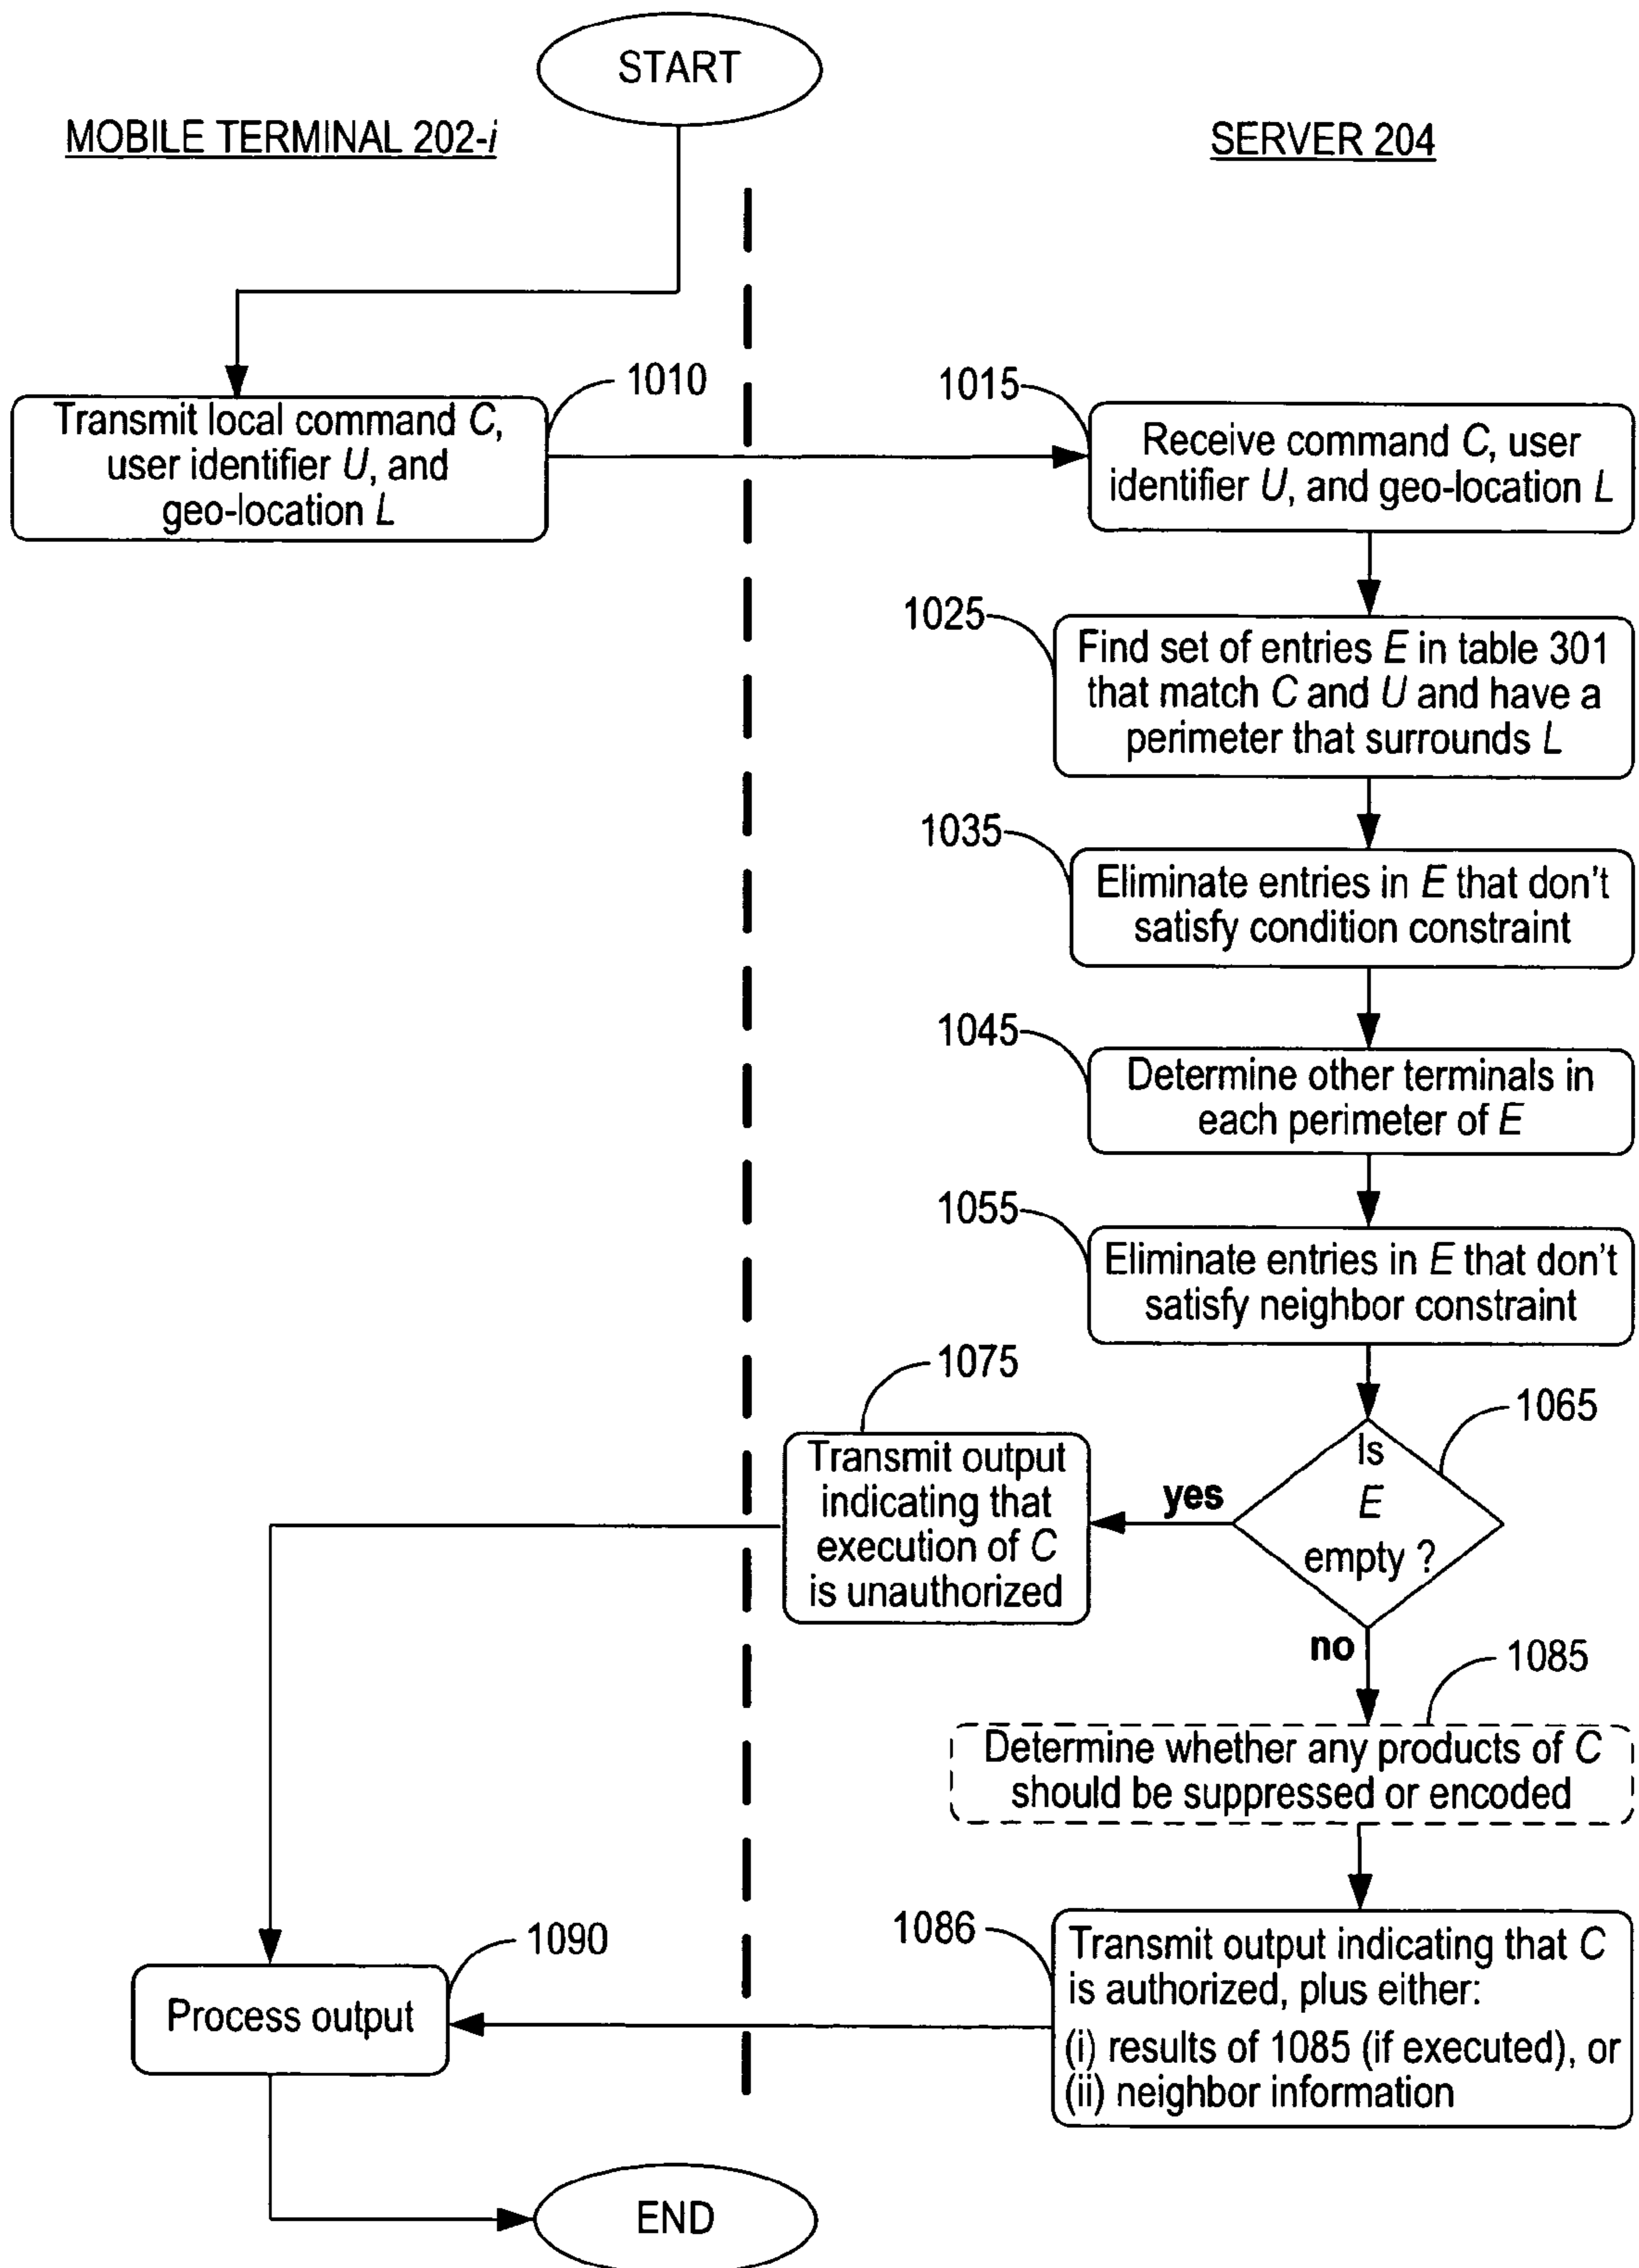 START
MOBILE TERMINAL 202-i
SERVER 204
1010
Transmit local command C,
user identifier U, and
geo-location L
1015
Receive command C, user
identifier U, and geo-location L
1025
Find set of entries E in table 301
that match C and U and have a
perimeter that surrounds L
1035
Eliminate entries in E that don't
satisfy condition constraint
1045
Determine other terminals in
each perimeter of E
1055
Eliminate entries in E that don't
satisfy neighbor constraint
1065
Is
E
empty ?
yes
1075
Transmit output
indicating that
execution of C
is unauthorized
no
1085
Determine whether any products of C
should be suppressed or encoded
1086
Transmit output indicating that C
is authorized, plus either:
(i) results of 1085 (if executed), or
(ii) neighbor information
1090
Process output
END